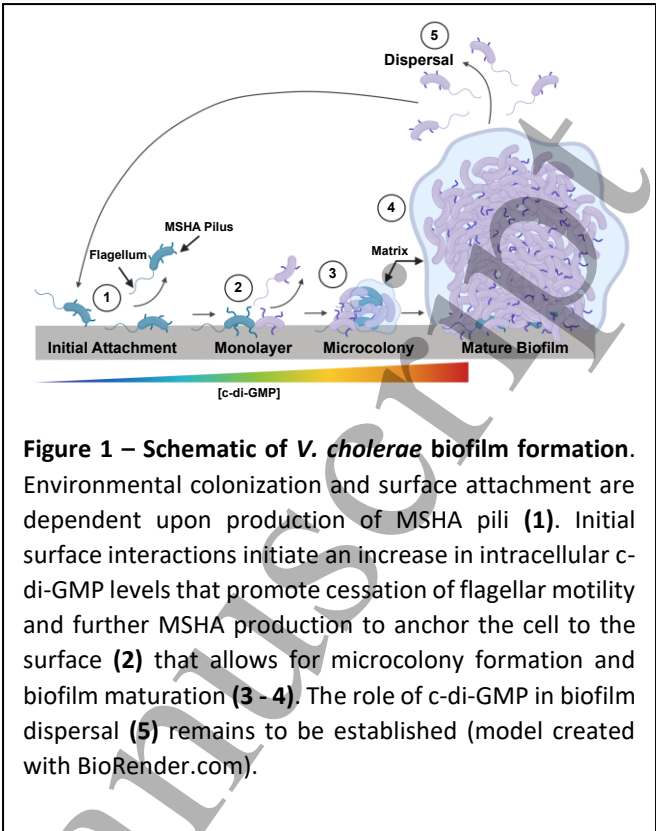 5
Dispersal
4
MSHA Pilus
Flagellum
Matrix
3
2
1
Initial Attachment
Monolayer
Microcolony
Mature Biofilm
[c-di-GMP]
Figure 1 – Schematic of V. cholerae biofilm formation.
Environmental colonization and surface attachment are
dependent upon production of MSHA pili (1). Initial
surface interactions initiate an increase in intracellular c-
di-GMP levels that promote cessation of flagellar motility
and further MSHA production to anchor the cell to the
surface (2) that allows for microcolony formation and
biofilm maturation (3 - 4). The role of c-di-GMP in biofilm
dispersal (5) remains to be established (model created
with BioRender.com).
anuscript